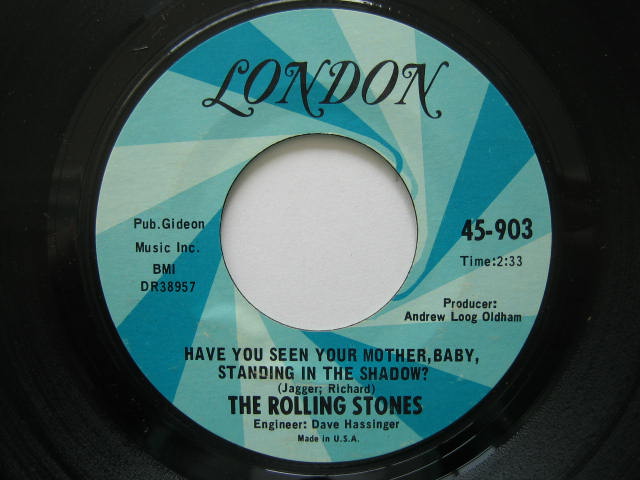 LONDON
Pub.Gideon
Music Inc.
BMI
DR38957
45-903
Time:2:33
Producer:
Andrew Loog Oldham
HAVE YOU SEEN YOUR MOTHER,BABY,
STANDING IN THE SHADOW?
(Jagger; Richard)
THE ROLLING STONES
Engineer: Dave Hassinger
Made in U.S.A.